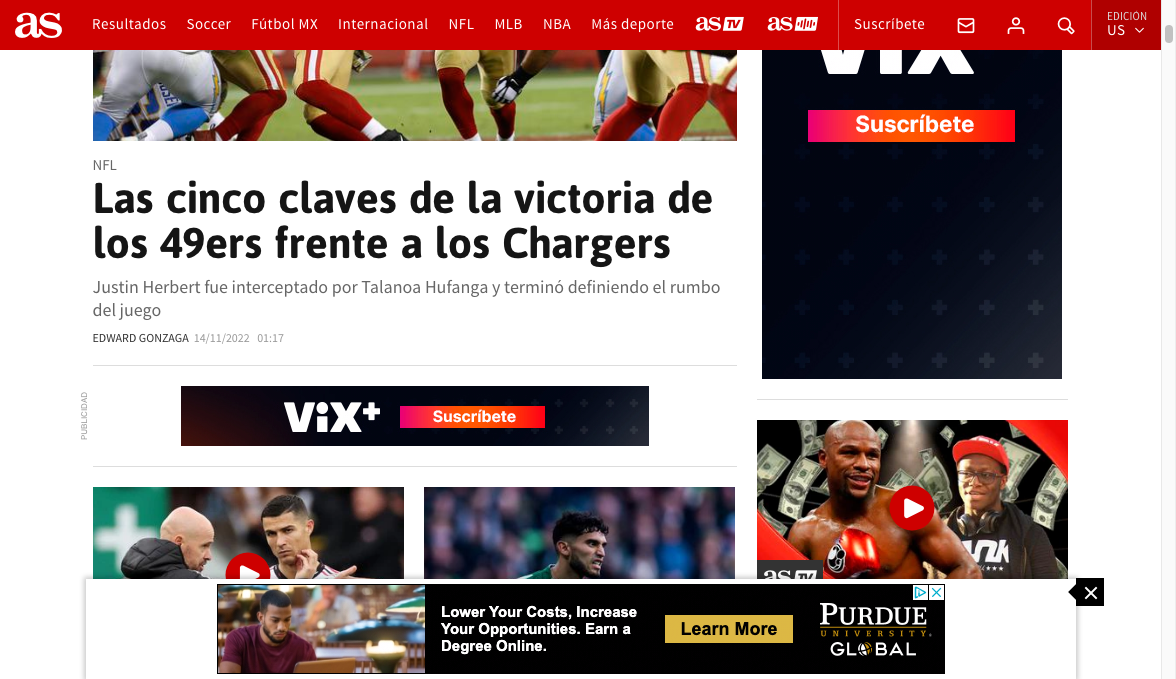 as
Resultados
Soccer
Fútbol MX
Internacional
NFL
MLB
NBA
Más deporte
as TV
as
Suscríbete
EDICIÓN
US
ViX
Suscríbete
NFL
Las cinco claves de la victoria de
los 49ers frente a los Chargers
Justin Herbert fue interceptado por Talanoa Hufanga y terminó definiendo el rumbo
del juego
EDWARD GONZAGA 14/11/2022 01:17
PUBLICIDAD
ViX+
Suscríbete
as TV
Lower Your Costs, Increase
Your Opportunities. Earn a
Degree Online.
Learn More
PURDUE
UNIVERSITY®
GLOBAL